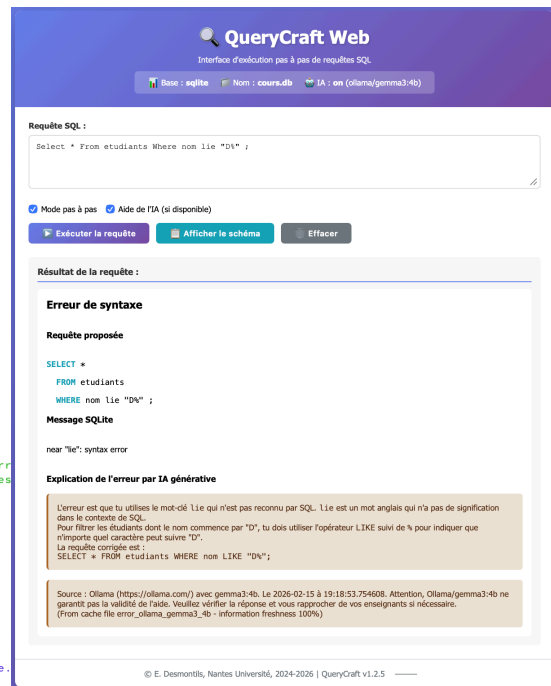 QueryCraft Web
Interface d'exécution pas à pas de requêtes SQL
Base : sqlite Nom : cours.db IA : on (ollama/gemma3:4b)
Requête SQL :
Select * From etudiants Where nom lie "D%" ;
Mode pas à pas Aide de l'IA (si disponible)
Exécuter la requête Afficher le schéma Effacer
Résultat de la requête :
Erreur de syntaxe
Requête proposée
SELECT *
FROM etudiants
WHERE nom lie "D%" ;
Message SQLite
near "lie": syntax error
Explication de l'erreur par IA générative
L'erreur est que tu utilises le mot-clé lie qui n'est pas reconnu par SQL. lie est un mot anglais qui n'a pas de signification
dans le contexte de SQL.
Pour filtrer les étudiants dont le nom commence par "D", tu dois utiliser l'opérateur LIKE suivi de % pour indiquer que
n'importe quel caractère peut suivre "D".
La requête corrigée est :
SELECT * FROM etudiants WHERE nom LIKE "D%";
Source : Ollama (https://ollama.com/) avec gemma3:4b. Le 2026-02-15 à 19:18:53.754608. Attention, Ollama/gemma3:4b ne
garantit pas la validité de l'aide. Veuillez vérifier la réponse et vous rapprocher de vos enseignants si nécessaire.
(From cache file error_ollama_gemma3_4b - information freshness 100%)
© E. Desmontils, Nantes Université, 2024-2026 | QueryCraft v1.2.5